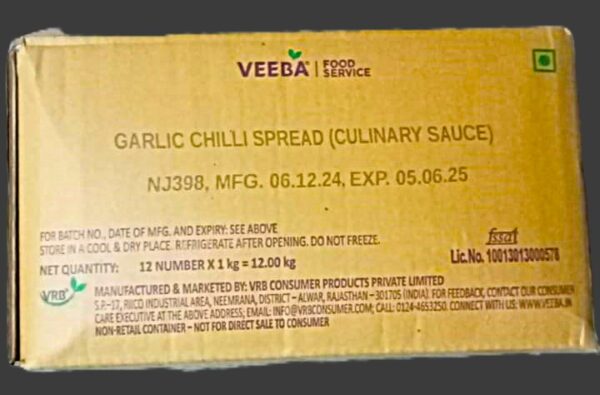 VEEBA | FOOD SERVICE
GARLIC CHILLI SPREAD (CULINARY SAUCE)
NJ398, MFG. 06.12.24, EXP. 05.06.25
FOR BATCH NO., DATE OF MFG. AND EXPIRY: SEE ABOVE
STORE IN A COOL & DRY PLACE. REFRIGERATE AFTER OPENING. DO NOT FREEZE.
fssai
Lic.No. 10013013000578
NET QUANTITY: 12 NUMBER X 1 kg = 12.00 kg
VRB
MANUFACTURED & MARKETED BY: VRB CONSUMER PRODUCTS PRIVATE LIMITED
S.P.-17, RIICO INDUSTRIAL AREA, NEEMRANA, DISTRICT - ALWAR, RAJASTHAN - 301705 (INDIA). FOR FEEDBACK, CONTACT OUR CONSUMER
CARE EXECUTIVE AT THE ABOVE ADDRESS; EMAIL: INFO@VRBCONSUMER.COM; CALL: 0124-4653250. CONNECT WITH US: WWW.VEEBA.IN
NON-RETAIL CONTAINER - NOT FOR DIRECT SALE TO CONSUMER